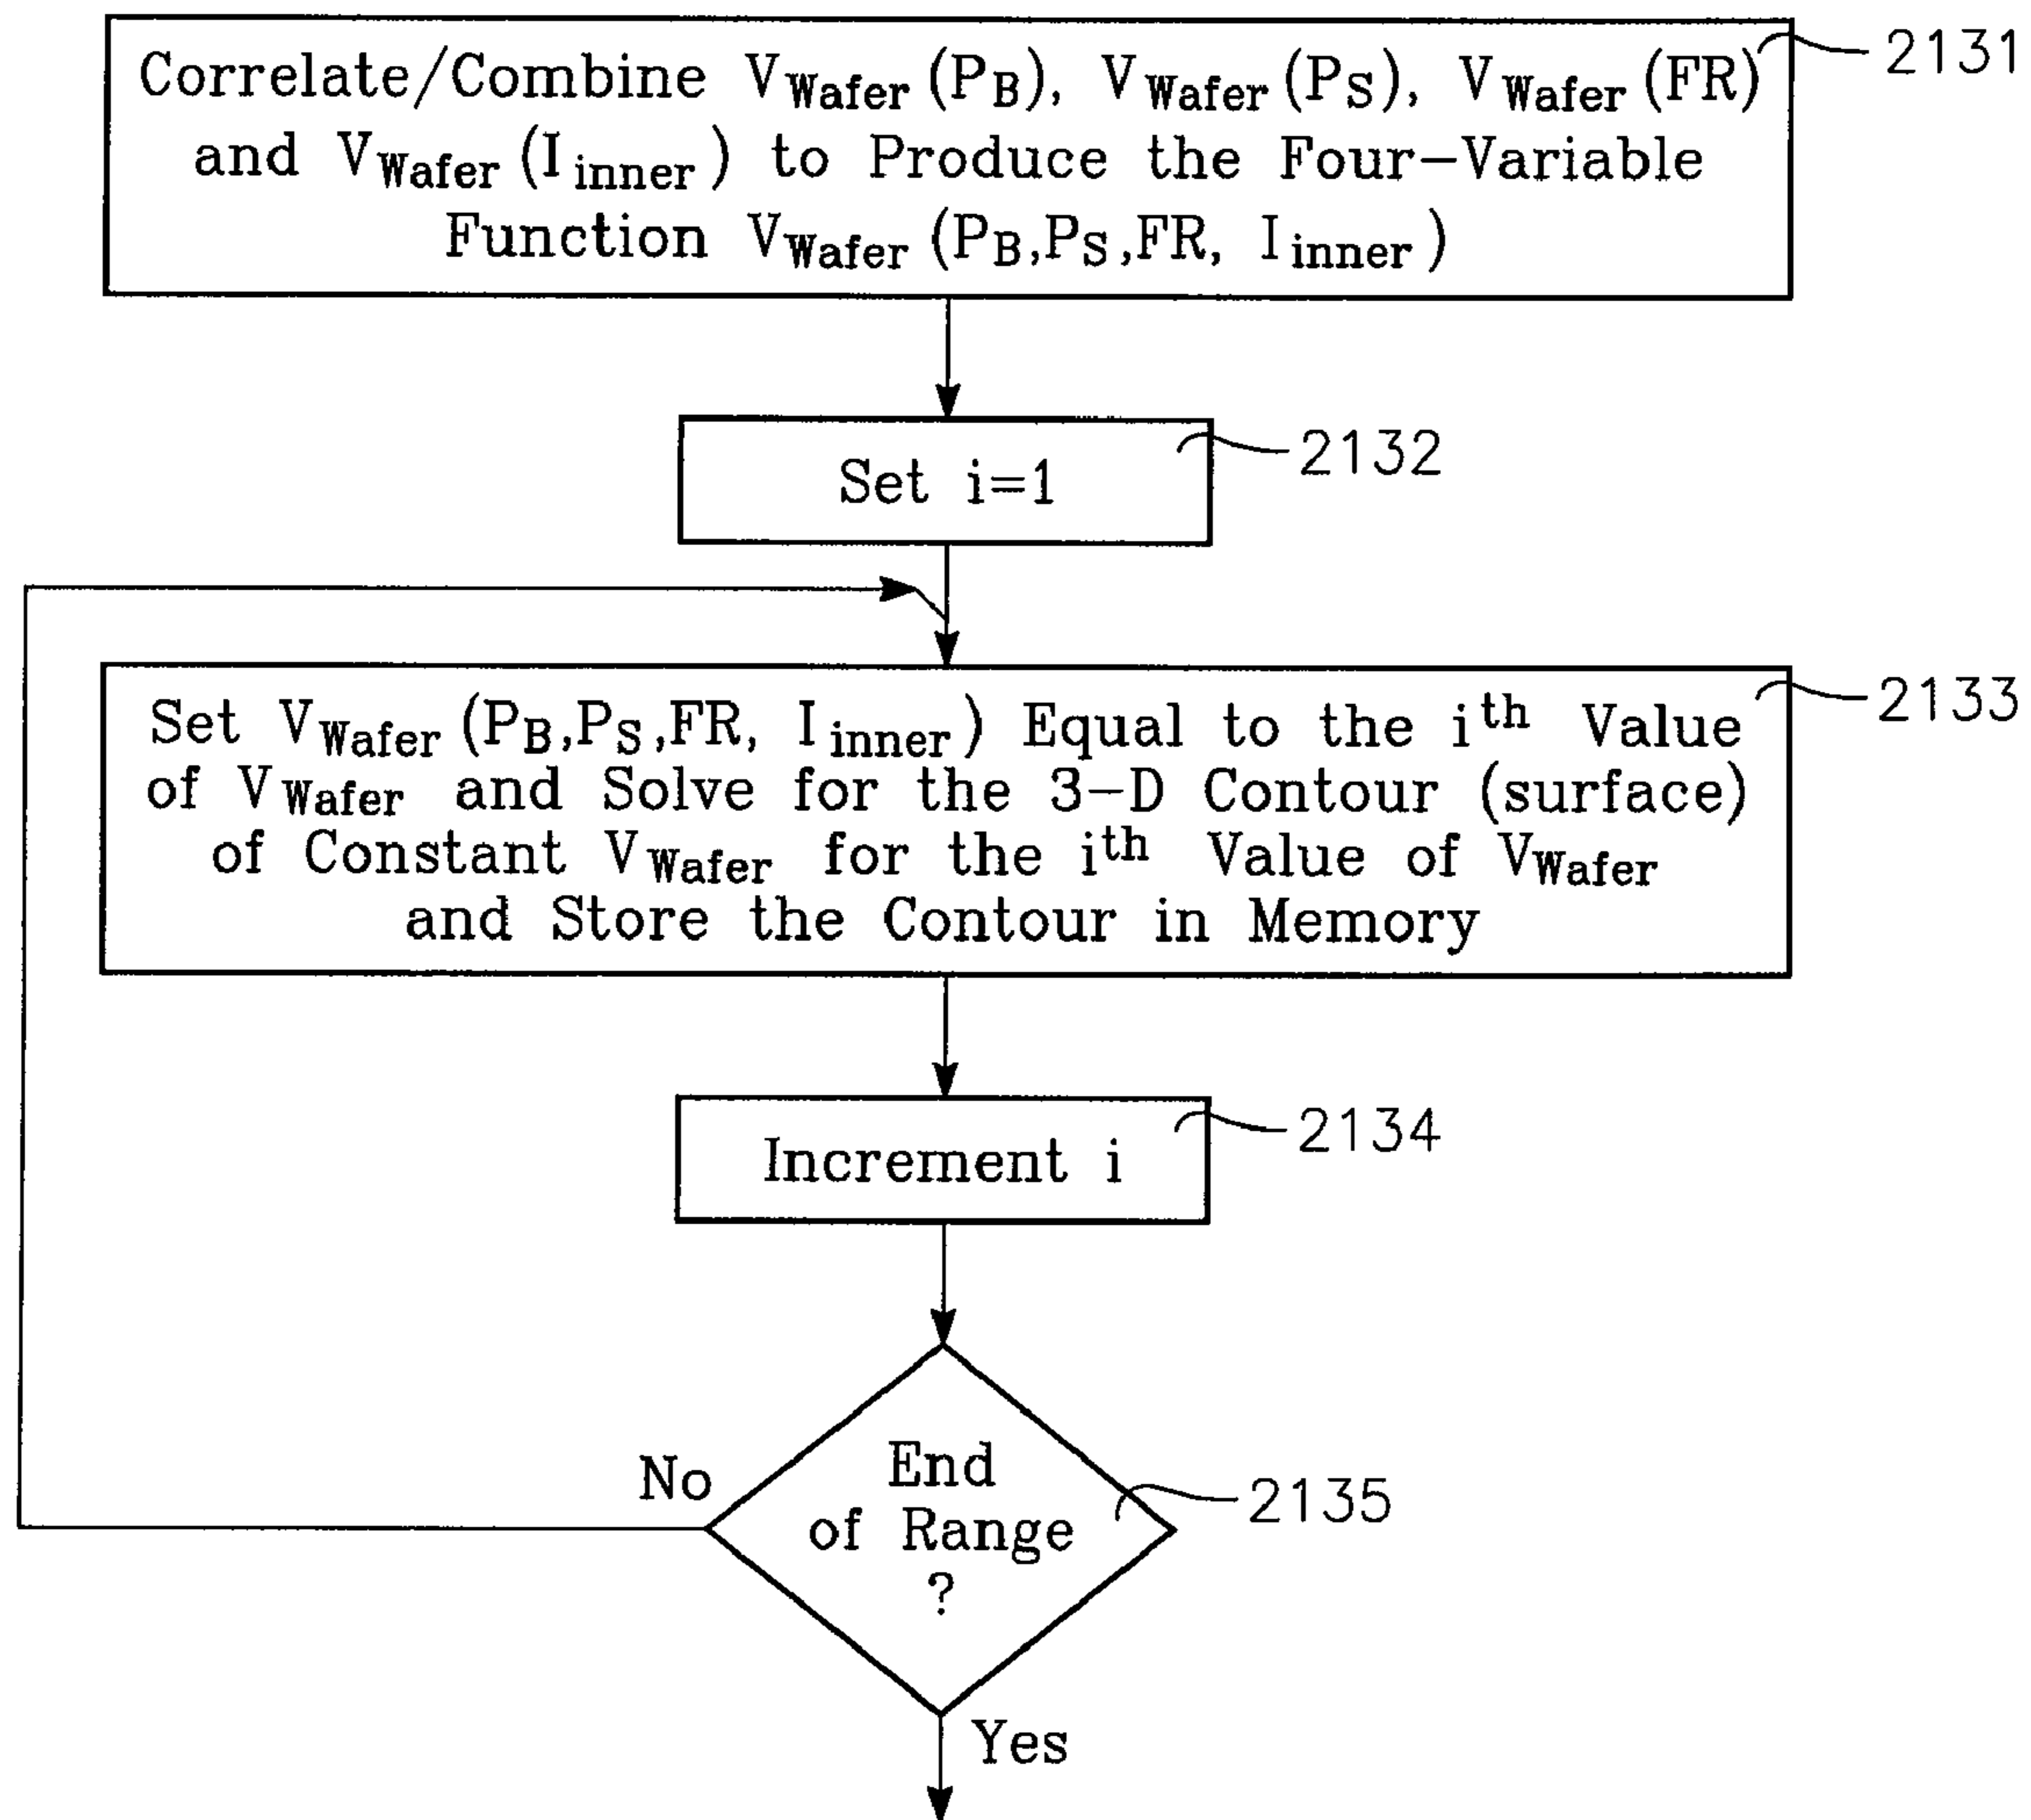 Correlate/Combine VWafer (PB), VWafer (PS), VWafer (FR)
and VWafer (Iinner) to Produce the Four-Variable
Function VWafer (PB,PS,FR, Iinner)
2131
Set i=1
2132
Set VWafer (PB,PS,FR, Iinner) Equal to the ith Value
of VWafer and Solve for the 3-D Contour (surface)
of Constant VWafer for the ith Value of VWafer
and Store the Contour in Memory
2133
Increment i
2134
End
of Range
?
2135
No
Yes